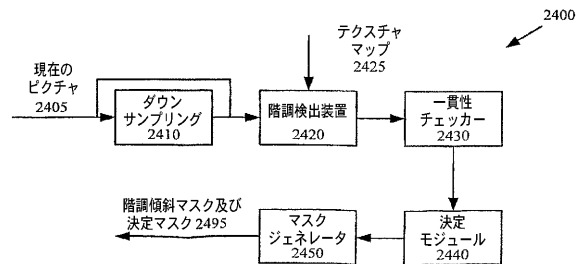 2400
テクスチャ
マップ
2425
現在の
ピクチャ
2405
ダウン
サンプリング
2410
階調検出装置
2420
一貫性
チェッカー
2430
階調傾斜マスク及び
決定マスク 2495
マスク
ジェネレータ
2450
決定
モジュール
2440